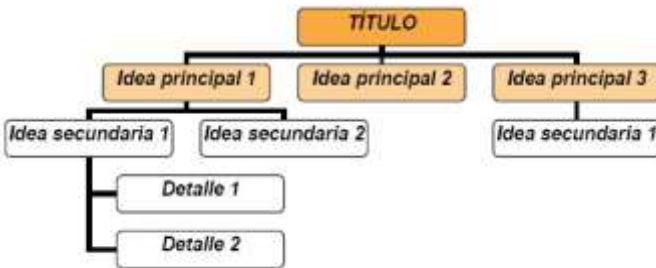 TÍTULO
Idea principal 1
Idea principal 2
Idea principal 3
Idea secundaria 1
Idea secundaria 2
Idea secundaria 1
Detalle 1
Detalle 2